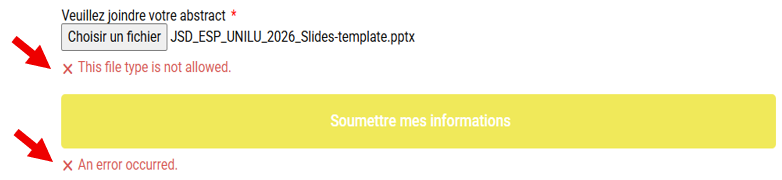 Veuillez joindre votre abstract *
Choisir un fichier JSD_ESP_UNILU_2026_Slides-template.pptx
× This file type is not allowed.
Soumettre mes informations
× An error occurred.